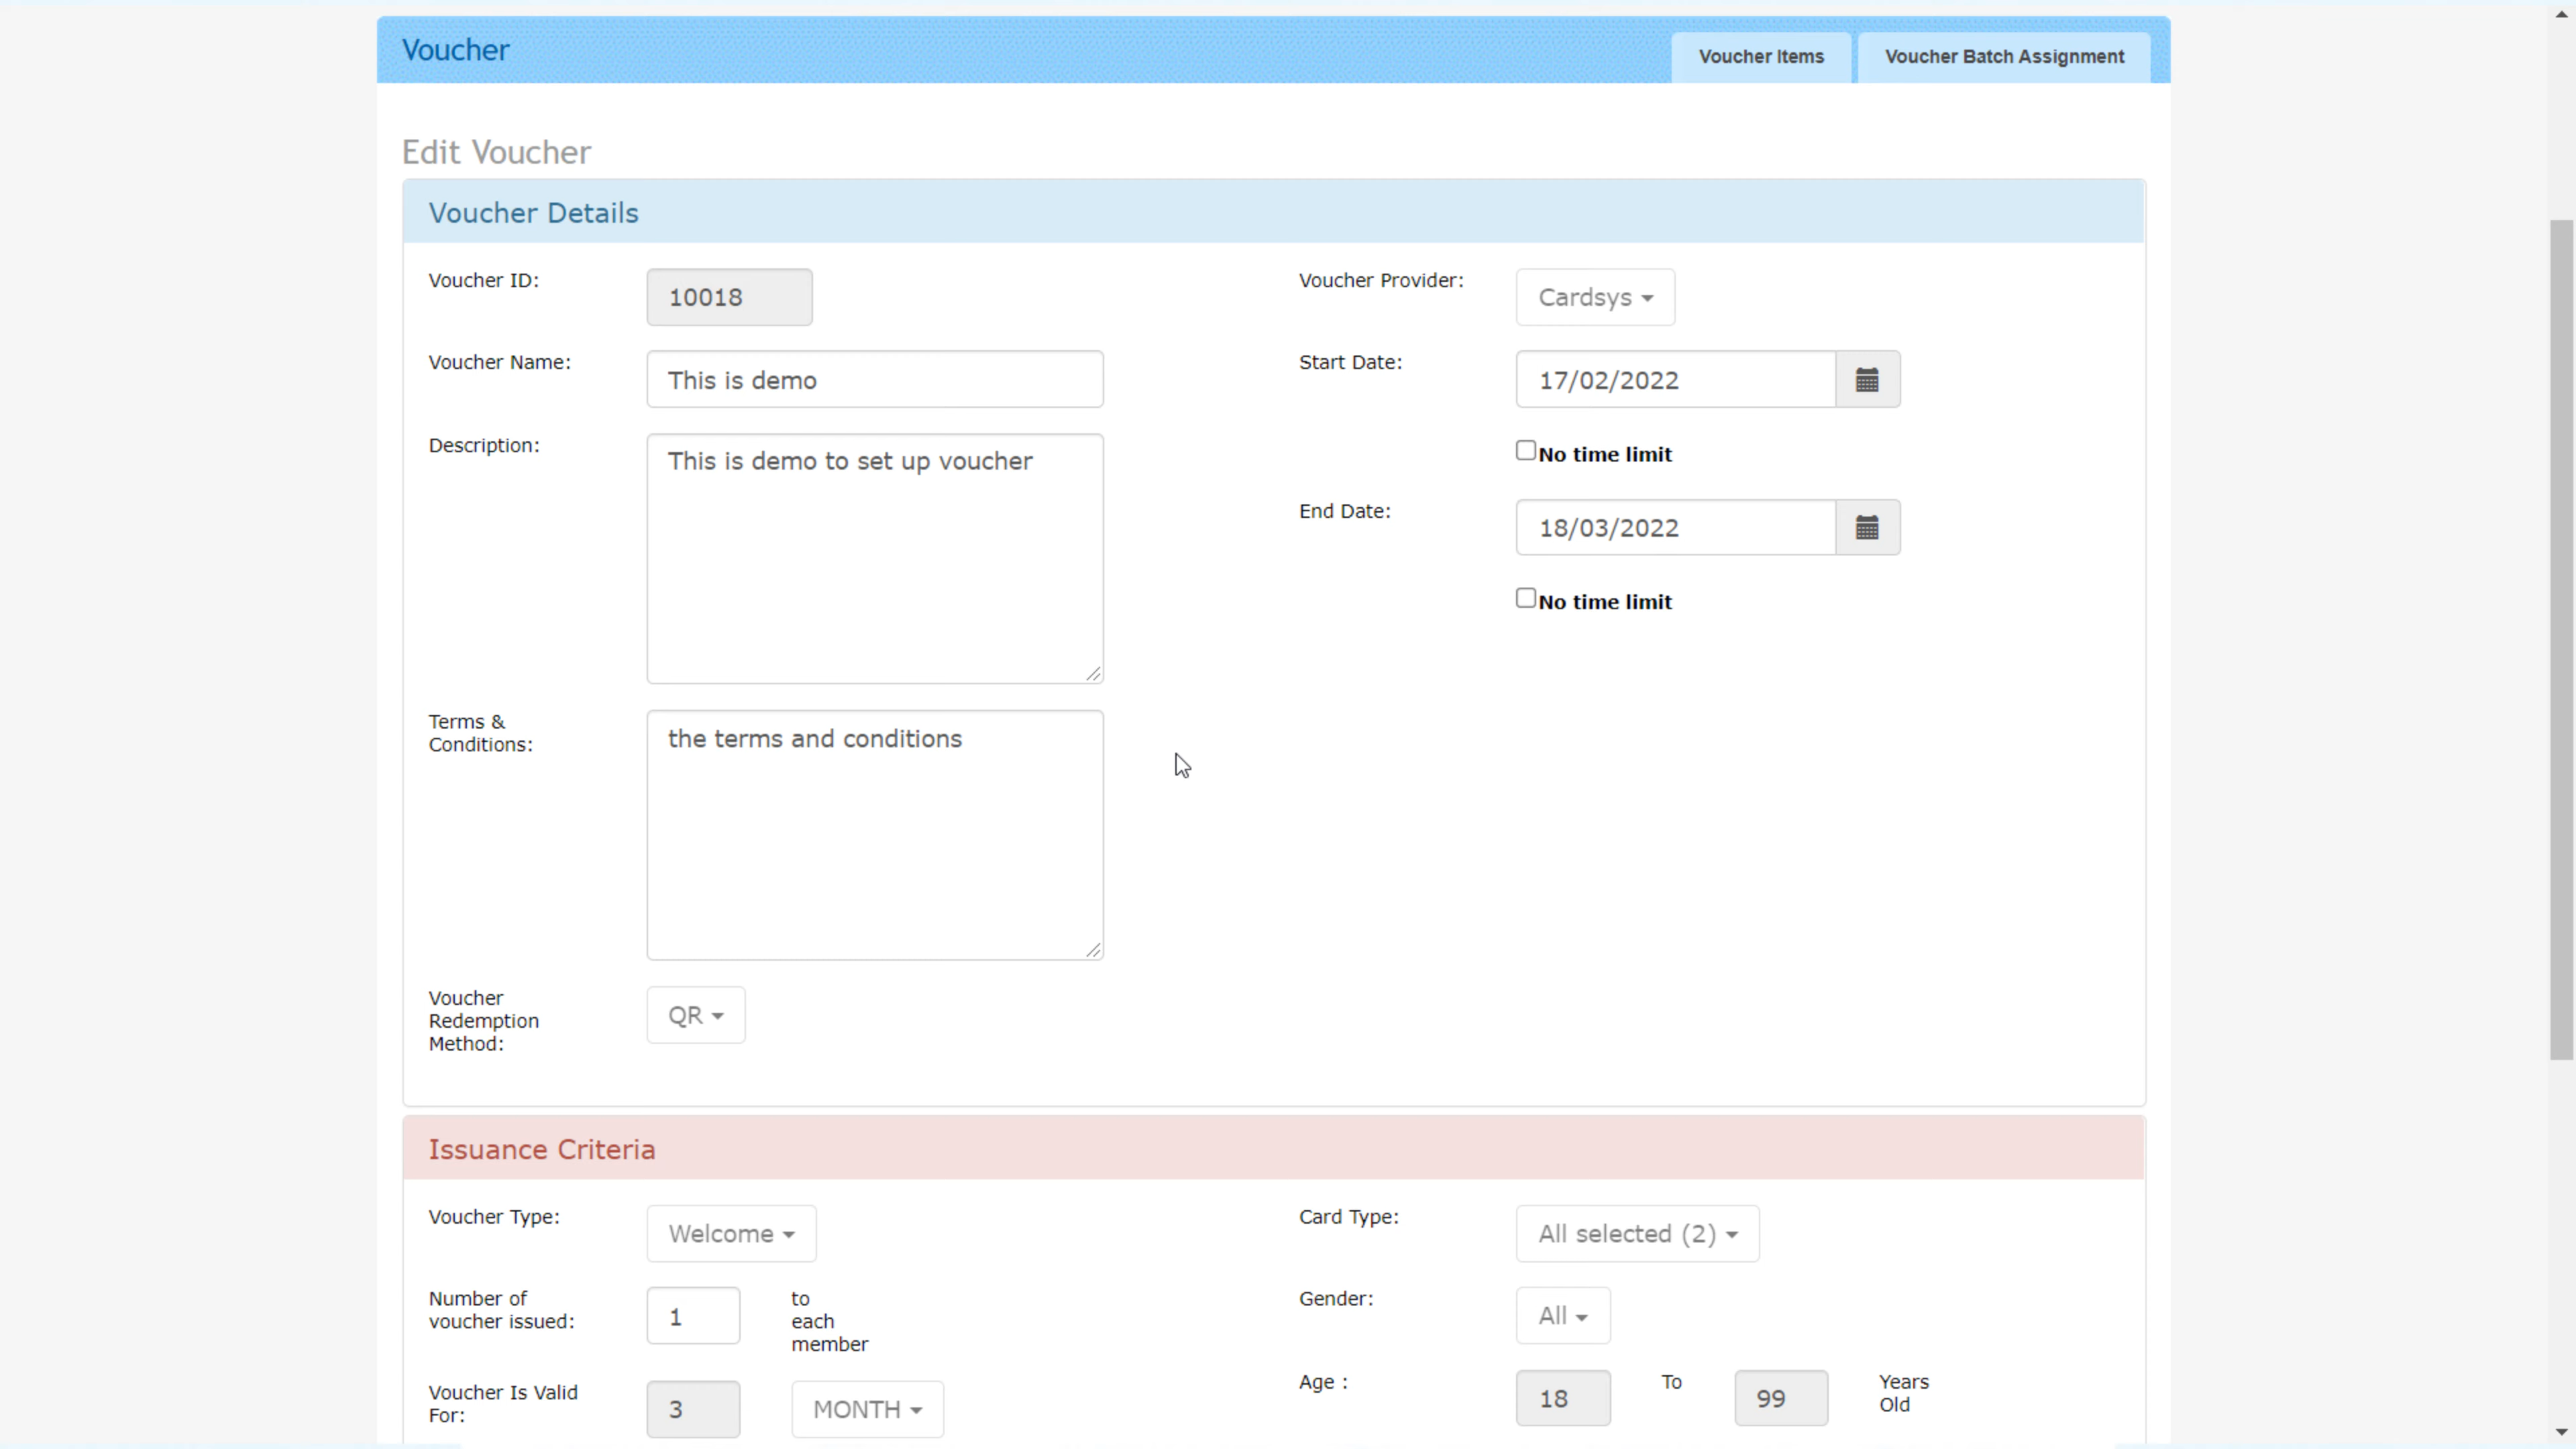 Voucher
Voucher Items
Voucher Batch Assignment
Edit Voucher
Voucher Details
Voucher ID:
10018
Voucher Provider:
Cardsys
Voucher Name:
This is demo
Start Date:
17/02/2022
Description:
This is demo to set up voucher
No time limit
End Date:
18/03/2022
No time limit
Terms &
Conditions:
the terms and conditions
Voucher
Redemption
Method:
QR
Issuance Criteria
Voucher Type:
Welcome
Card Type:
All selected (2)
Number of
voucher issued:
1
to
each
member
Gender:
All
Voucher Is Valid
For:
3
MONTH
Age :
18
To
99
Years
Old